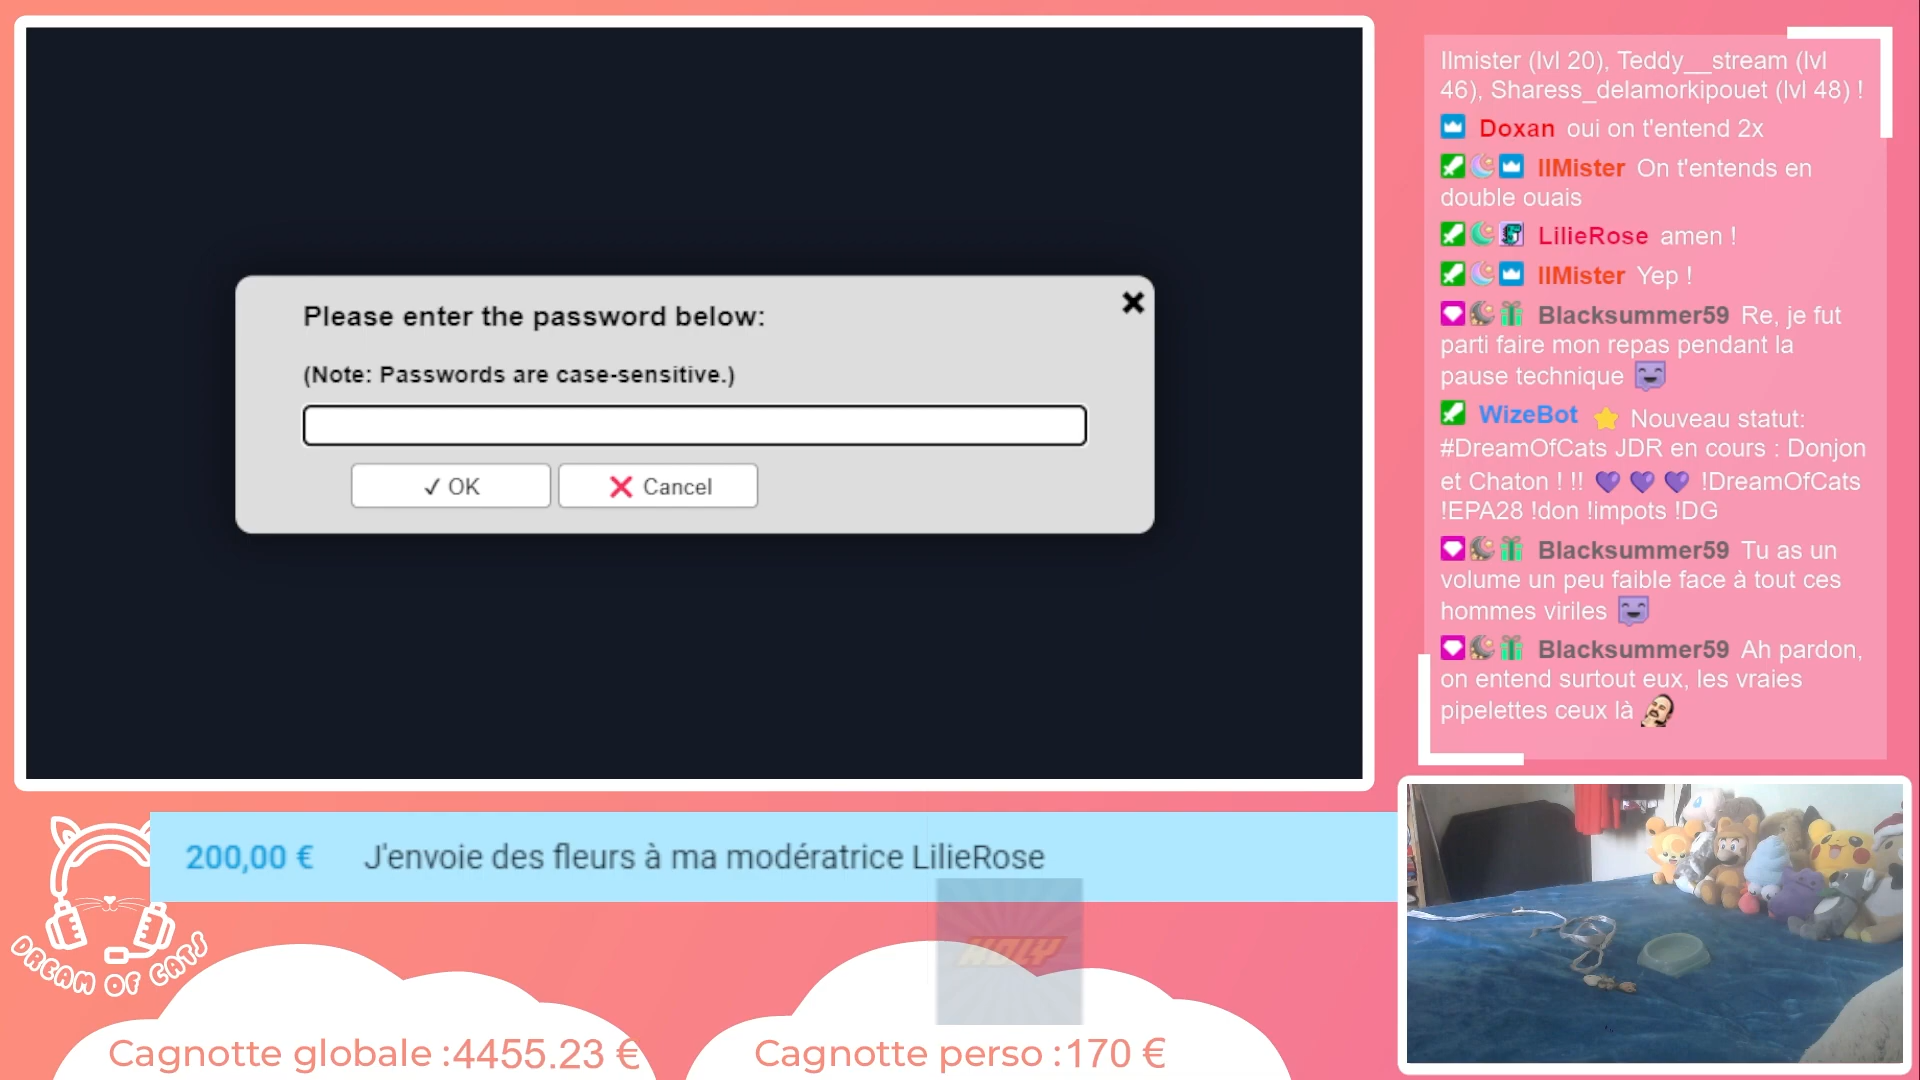 Please enter the password below:
(Note: Passwords are case-sensitive.)
✓ OK
Cancel
Ilmister (lvl 20), Teddy__stream (lvl
46), Sharess_delamorkipouet (lvl 48) !
Doxan oui on t'entend 2x
IlMister On t'entends en
double ouais
LilieRose amen !
IlMister Yep !
Blacksummer59 Re, je fut
parti faire mon repas pendant la
pause technique
WizeBot Nouveau statut:
#DreamOfCats JDR en cours : Donjon
et Chaton ! !! 💜 💜 💜 !DreamOfCats
!EPA28 !don !impots !DG
Blacksummer59 Tu as un
volume un peu faible face à tout ces
hommes viriles
Blacksummer59 Ah pardon,
on entend surtout eux, les vraies
pipelettes ceux là
200,00 € J'envoie des fleurs à ma modératrice LilieRose
DREAM OF CATS
HOLY
Cagnotte globale :4455.23 €
Cagnotte perso :170 €